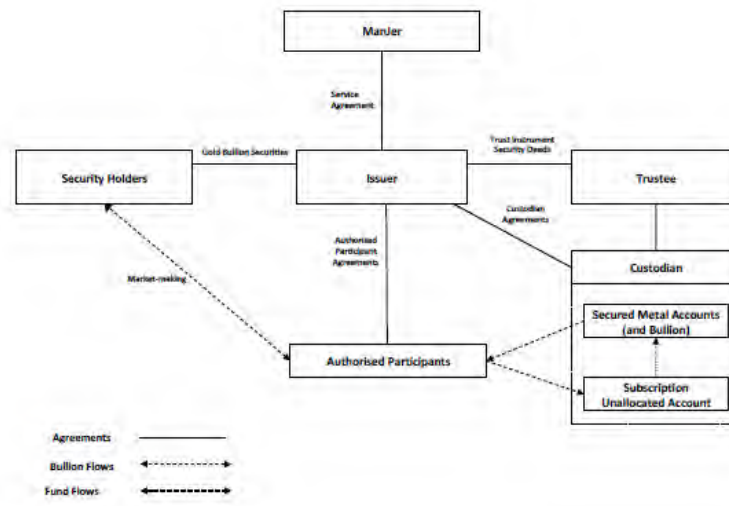 ManJer
Service
Agreement
Gold Bullion Securities
Trust Instrument
Security Deeds
Security Holders
Issuer
Trustee
Custodian
Agreements
Authorised
Participant
Agreements
Custodian
Market-making
Secured Metal Accounts
(and Bullion)
Authorised Participants
Subscription
Unallocated Account
Agreements
Bullion Flows
Fund Flows